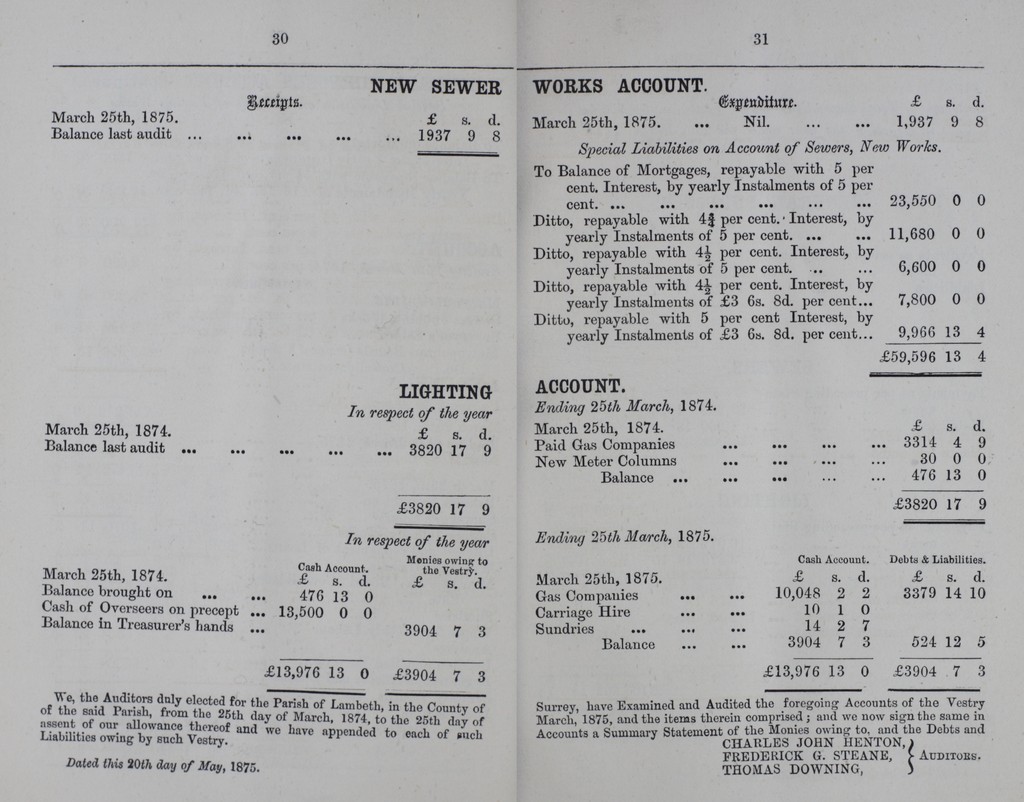 30
NEW SEWER
Receipts.
March 25th, 1875. £ s. d.
Balance last audit ... ... ... ... ... 1937 9 8
LIGHTING
In respect of the year
March 25th, 1874. £ s. d.
Balance last audit ... ... ... ... ... 3820 17 9
£3820 17 9
In respect of the year
Cash Account. Monies owing to the Vestry.
March 25th, 1874. £ s. d. £ s. d.
Balance brought on ... ... 476 13 0
Cash of Overseers on precept ... 13,500 0 0
Balance in Treasurer's hands ... 3904 7 3
£13,976 13 0 £3904 7 3
We, the Auditors duly elected for the Parish of Lambeth, in the County of
of the said Parish, from the 25th day of March, 1874, to the 25th day of
assent of our allowance thereof and we have appended to each of such
Liabilities owing by such Vestry.
Dated this 20th day of May, 1875.
31
WORKS ACCOUNT.
Expenditure. £ s. d.
March 25th, 1875. ... Nil. ... ... 1,937 9 8
Special Liabilities on Account of Sewers, New Works.
To Balance of Mortgages, repayable with 5 per
cent. Interest, by yearly Instalments of 5 per
cent. ... ... ... ... ... ... 23,550 0 0
Ditto, repayable with 4¾ per cent. Interest, by
yearly Instalments of 5 per cent. ... ... 11,680 0 0
Ditto, repayable with 4½ per cent. Interest, by
yearly Instalments of 5 per cent. ... ... 6,600 0 0
Ditto, repayable with 4½ per cent. Interest, by
yearly Instalments of £3 6s. 8d. per cent... 7,800 0 0
Ditto, repayable with 5 per cent Interest, by
yearly Instalments of £3 6s. 8d. per cent... 9,966 13 4
£59,596 13 4
ACCOUNT.
Ending 25th March, 1874.
March 25th, 1874. £ s. d.
Paid Gas Companies ... ... ... ... 3314 4 9
New Meter Columns ... ... ... ... 30 0 0
Balance ... ... ... ... ... 476 13 0
£3820 17 9
Ending 25th March, 1875.
Cash Account. Debts & Liabilities.
March 25th, 1875. £ s. d. £ s. d.
Gas Companies ... ... 10,048 2 2 3379 14 10
Carriage Hire ... ... 10 1 0
Sundries ... ... ... 14 2 7
Balance ... ... 3904 7 3 524 12 5
£13,976 13 0 £3904 7 3
Surrey, have Examined and Audited the foregoing Accounts of the Vestry
March, 1875, and the items therein comprised; and we now sign the same in
Accounts a Summary Statement of the Monies owing to, and the Debts and
CHARLES JOHN HENTON,
FREDERICK G. STEANE, } AUDITORS.
THOMAS DOWNING,